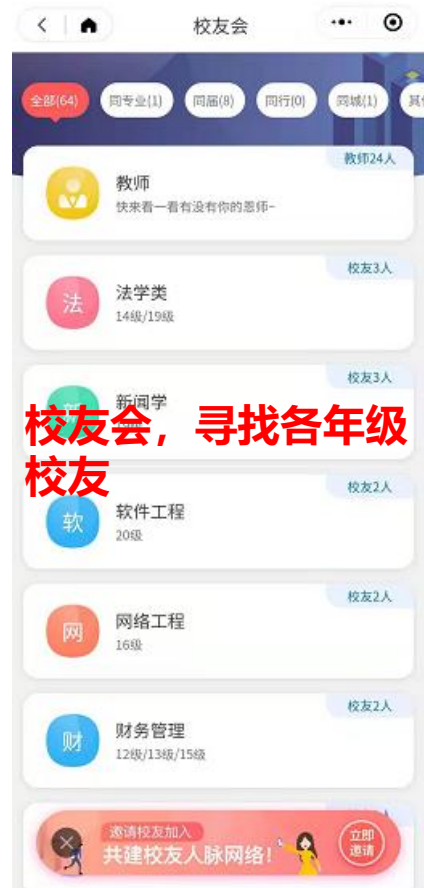 校友会
全部(64)
同专业(1)
同届(8)
同行(0)
同城(1)
教师24人
教师
快来看一看有没有你的恩师~
校友3人
法
法学类
14级/19级
校友3人
新闻学
校友会，寻找各年级
校友
校友2人
软
软件工程
20级
校友2人
网
网络工程
16级
校友2人
财
财务管理
12级/13级/15级
邀请校友加入
共建校友人脉网络!
立即
邀请